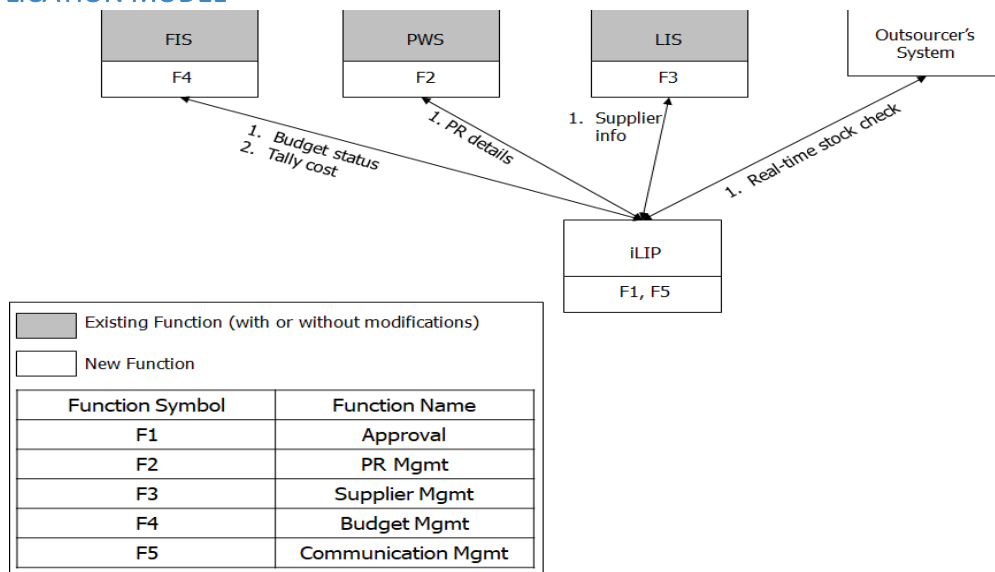 FIS
PWS
LIS
Outsourcer's
System
F4
F2
F3
1. Budget status
2. Tally cost
1. PR details
1. Supplier
info
1. Real-time stock check
iLIP
F1, F5
Existing Function (with or without modifications)
New Function
Function Symbol Function Name
F1 Approval
F2 PR Mgmt
F3 Supplier Mgmt
F4 Budget Mgmt
F5 Communication Mgmt